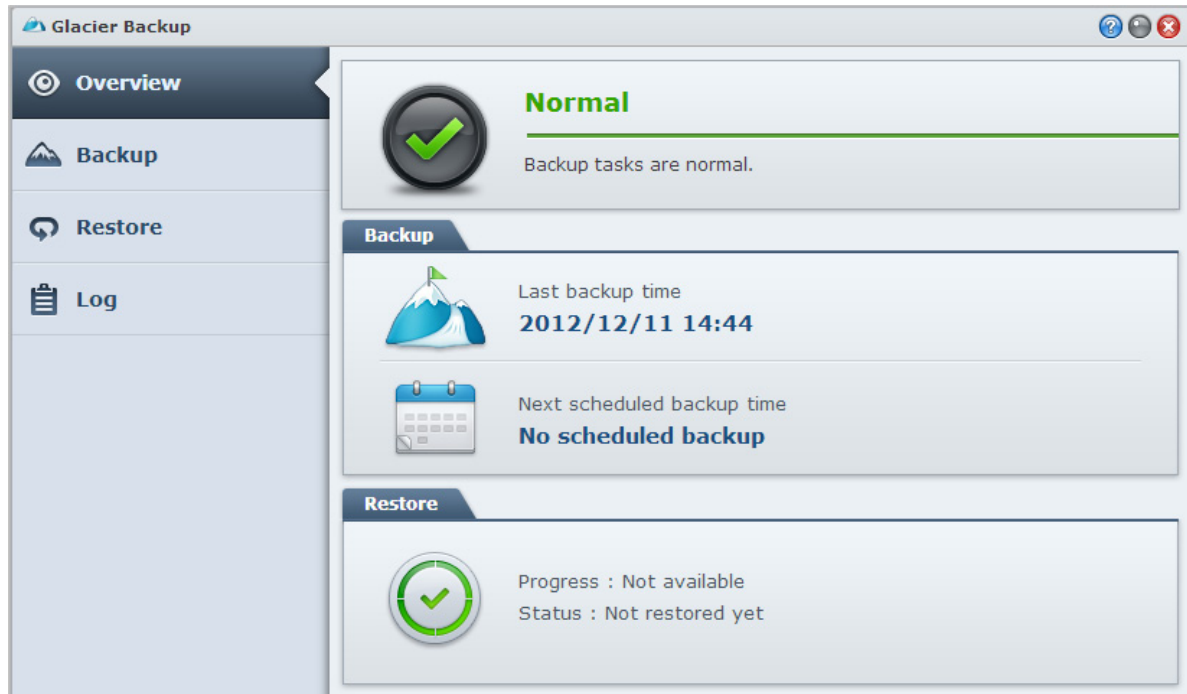 Glacier Backup
Overview
Backup
Restore
Log
Normal
Backup tasks are normal.
Backup
Last backup time
2012/12/11 14:44
Next scheduled backup time
No scheduled backup
Restore
Progress : Not available
Status : Not restored yet